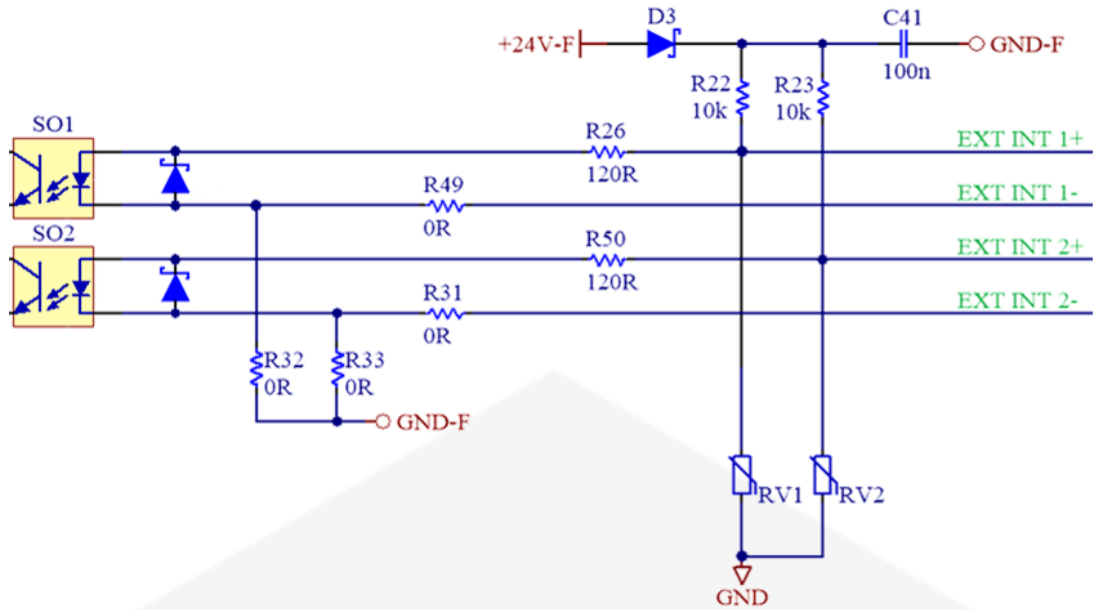 D3
C41
+24V-F
GND-F
100n
R22
10k
R23
10k
SO1
R26
120R
EXT INT 1+
R49
0R
EXT INT 1-
SO2
R50
120R
EXT INT 2+
R31
0R
EXT INT 2-
R32
0R
R33
0R
GND-F
RV1
RV2
GND